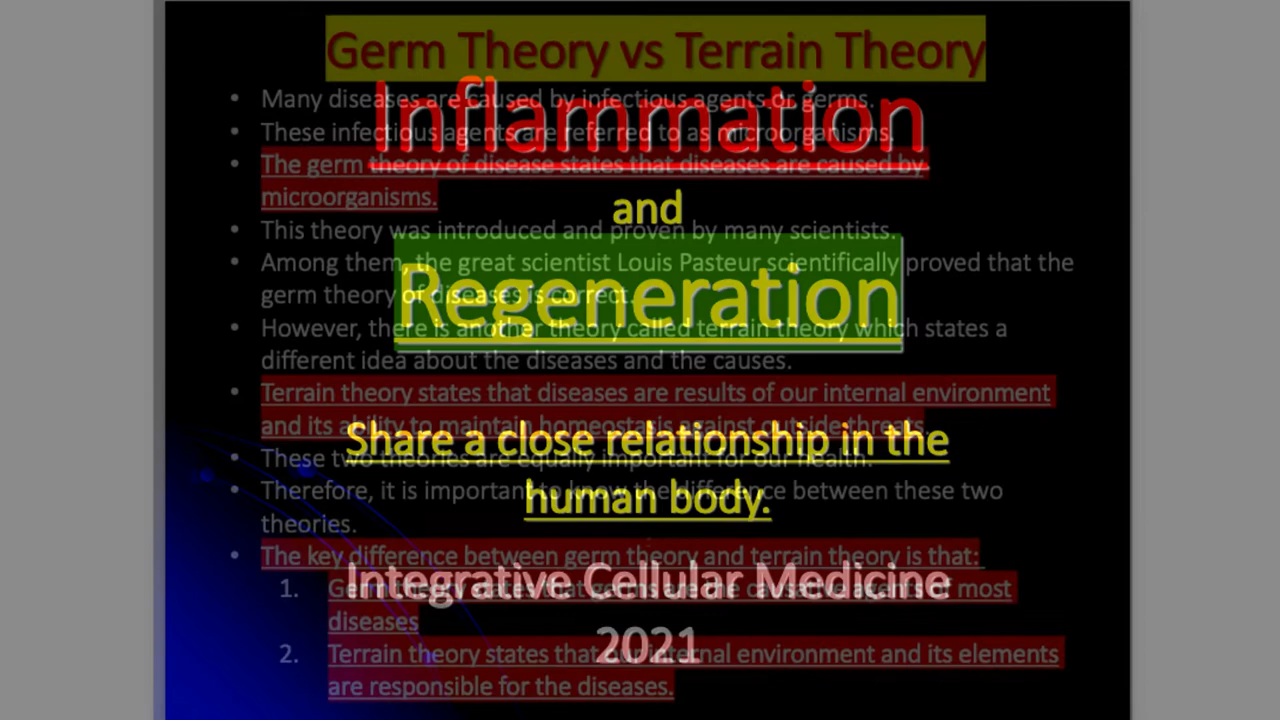 Germ Theory vs Terrain Theory
• Many diseases are caused by infectious agents or germs.
Inflammation
• These infectious agents are referred to as microorganisms.
• The germ theory of disease states that diseases are caused by
microorganisms.
and
• This theory was introduced and proven by many scientists.
• Among them, the great scientist Louis Pasteur scientifically proved that the
germ theory of diseases is correct.
Regeneration
• However, there is another theory called terrain theory which states a
different idea about the diseases and the causes.
• Terrain theory states that diseases are results of our internal environment
and its ability to maintain homeostasis against outside threats.
Share a close relationship in the
• These two theories are equally important for our health.
• Therefore, it is important to know the difference between these two
human body.
theories.
• The key difference between germ theory and terrain theory is that:
Integrative Cellular Medicine
1. Germ theory states that germs are the causative agents of most
diseases
2021
2. Terrain theory states that our internal environment and its elements
are responsible for the diseases.